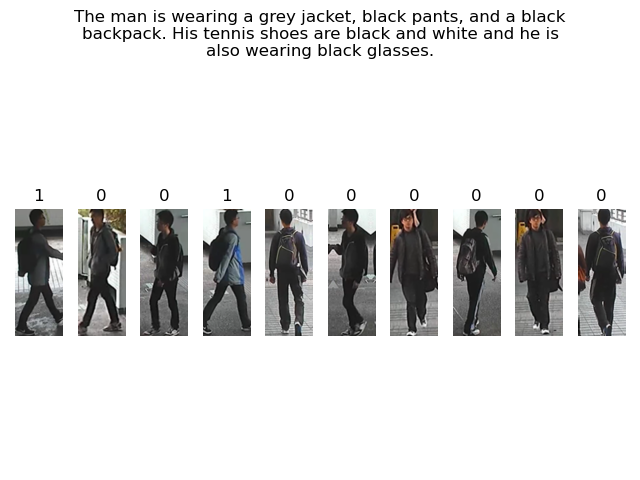 The man is wearing a grey jacket, black pants, and a black
backpack. His tennis shoes are black and white and he is
also wearing black glasses.
1 0 0 1 0 0 0 0 0 0